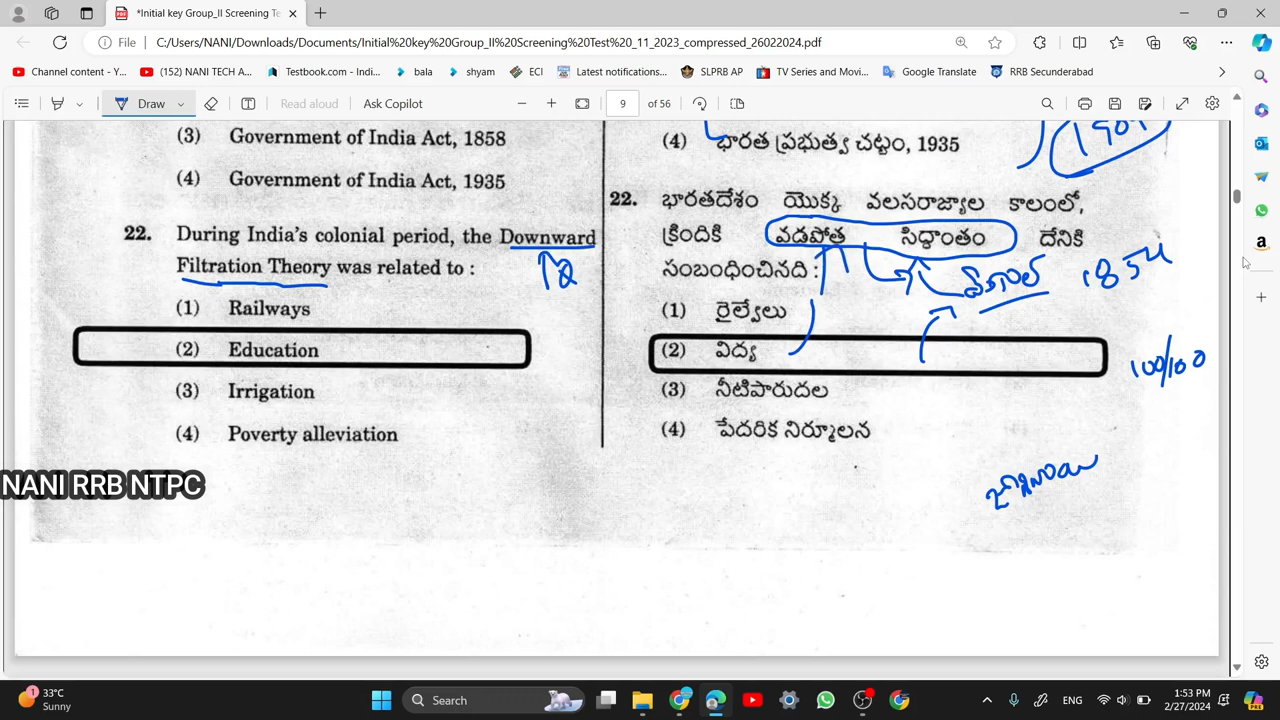 *Initial key Group_II Screening Te
File
C:/Users/NANI/Downloads/Documents/Initial%20key%20Group_II%20Screening%20Test%20_11_2023_compressed_26022024.pdf
Channel content - Y...
(152) NANI TECH A...
Testbook.com - Indi...
bala
shyam
ECI
Latest notifications...
SLPRB AP
TV Series and Movi...
Google Translate
RRB Secunderabad
Draw
Read aloud
Ask Copilot
9 of 56
(3) Government of India Act, 1858
(4) Government of India Act, 1935
22. During India's colonial period, the Downward
Filtration Theory was related to :
(1) Railways
(2) Education
(3) Irrigation
(4) Poverty alleviation
(4) భారత ప్రభుత్వ చట్టం, 1935
22. భారతదేశం యొక్క వలసరాజ్యాల కాలంలో,
క్రిందికి వడపోత సిద్ధాంతం దేనికి
సంబంధించినది :
మెకాలే 1854
(1) రైల్వేలు
(2) విద్య
100/100
(3) నీటిపారుదల
(4) పేదరిక నిర్మూలన
NANI RRB NTPC
33°C
Sunny
Search
ENG
1:53 PM
2/27/2024